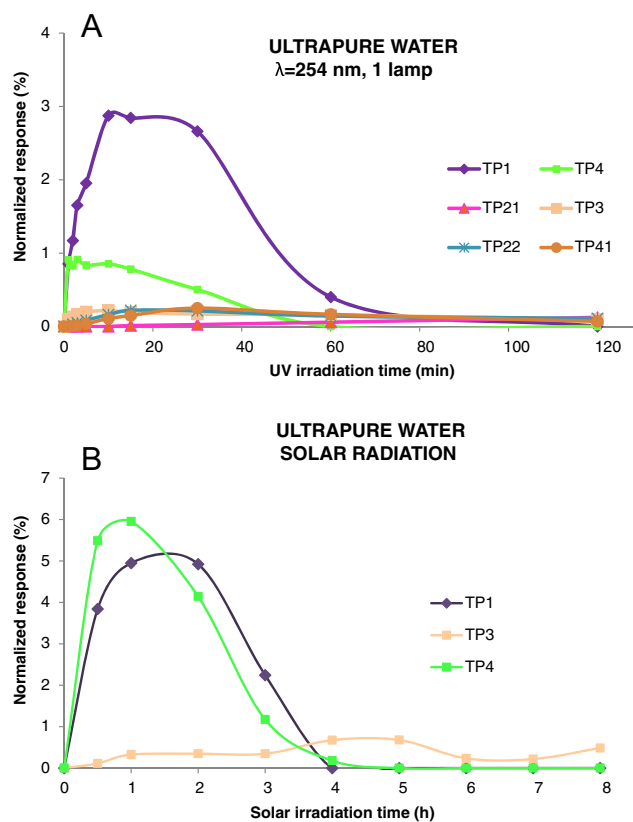 A
ULTRAPURE WATER
λ=254 nm, 1 lamp
Normalized response (%)
4
3
2
1
0
TP1
TP4
TP21
TP3
TP22
TP41
0
20
40
60
80
100
120
UV irradiation time (min)
B
ULTRAPURE WATER
SOLAR RADIATION
Normalized response (%)
7
6
5
4
3
2
1
0
TP1
TP3
TP4
0
1
2
3
4
5
6
7
8
Solar irradiation time (h)